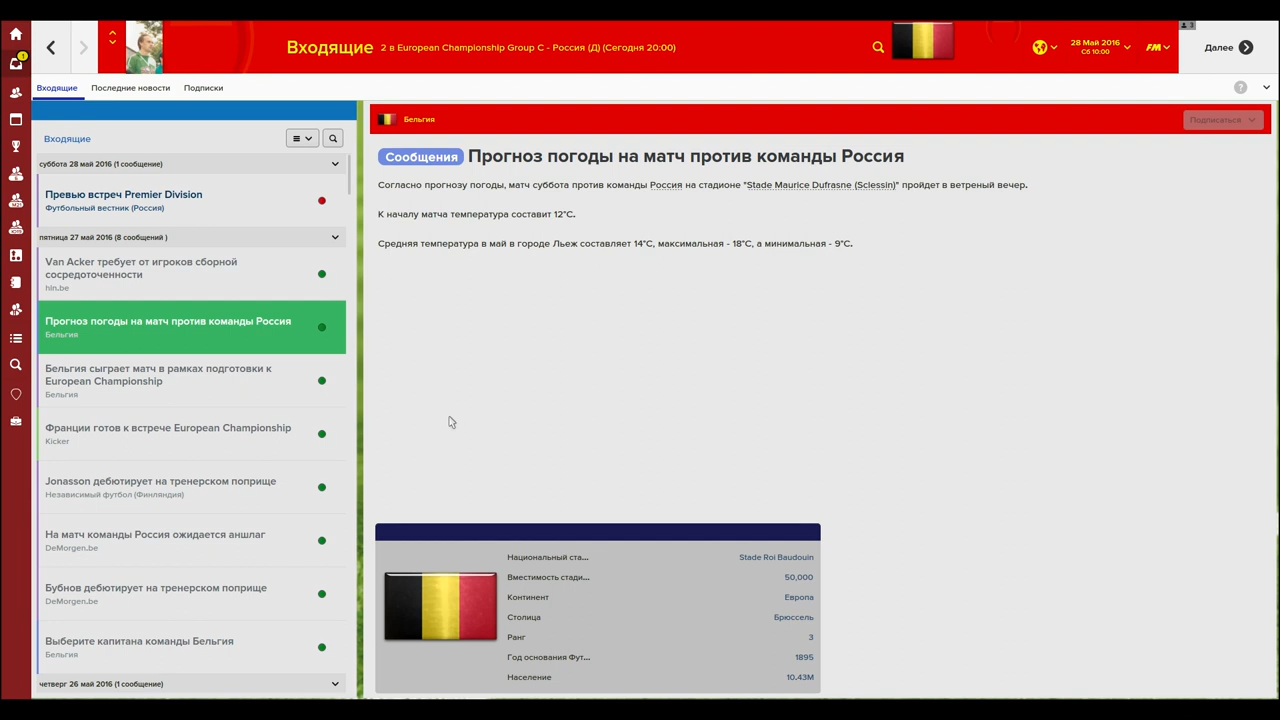 Входящие
2 в European Championship Group C - Россия (Д) (Сегодня 20:00)
28 Май 2016
Сб 10:00
FM
3
Далее
1
Входящие
Последние новости
Подписки
?
Входящие
суббота 28 май 2016 (1 сообщение)
Превью встреч Premier Division
Футбольный вестник (Россия)
пятница 27 май 2016 (8 сообщений )
Van Acker требует от игроков сборной
сосредоточенности
hln.be
Прогноз погоды на матч против команды Россия
Бельгия
Бельгия сыграет матч в рамках подготовки к
European Championship
Бельгия
Франции готов к встрече European Championship
Kicker
Jonasson дебютирует на тренерском поприще
Независимый футбол (Финляндия)
На матч команды Россия ожидается аншлаг
DeMorgen.be
Бубнов дебютирует на тренерском поприще
DeMorgen.be
Выберите капитана команды Бельгия
Бельгия
четверг 26 май 2016 (1 сообщение)
Бельгия
Подписаться
Сообщения Прогноз погоды на матч против команды Россия
Согласно прогнозу погоды, матч суббота против команды Россия на стадионе "Stade Maurice Dufrasne (Sclessin)" пройдет в ветреный вечер.
К началу матча температура составит 12°C.
Средняя температура в май в городе Льеж составляет 14°C, максимальная - 18°C, а минимальная - 9°C.
Национальный ста... Stade Roi Baudouin
Вместимость стади... 50,000
Континент Европа
Столица Брюссель
Ранг 3
Год основания Фут... 1895
Население 10.43M